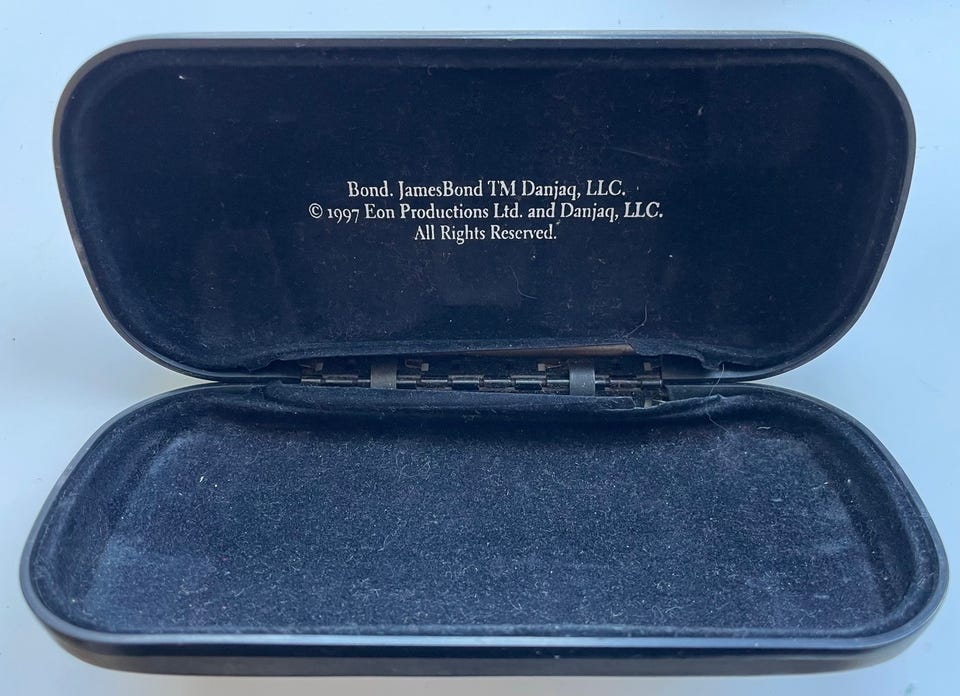 Bond. JamesBond TM Danjaq, LLC.
© 1997 Eon Productions Ltd. and Danjaq, LLC.
All Rights Reserved.